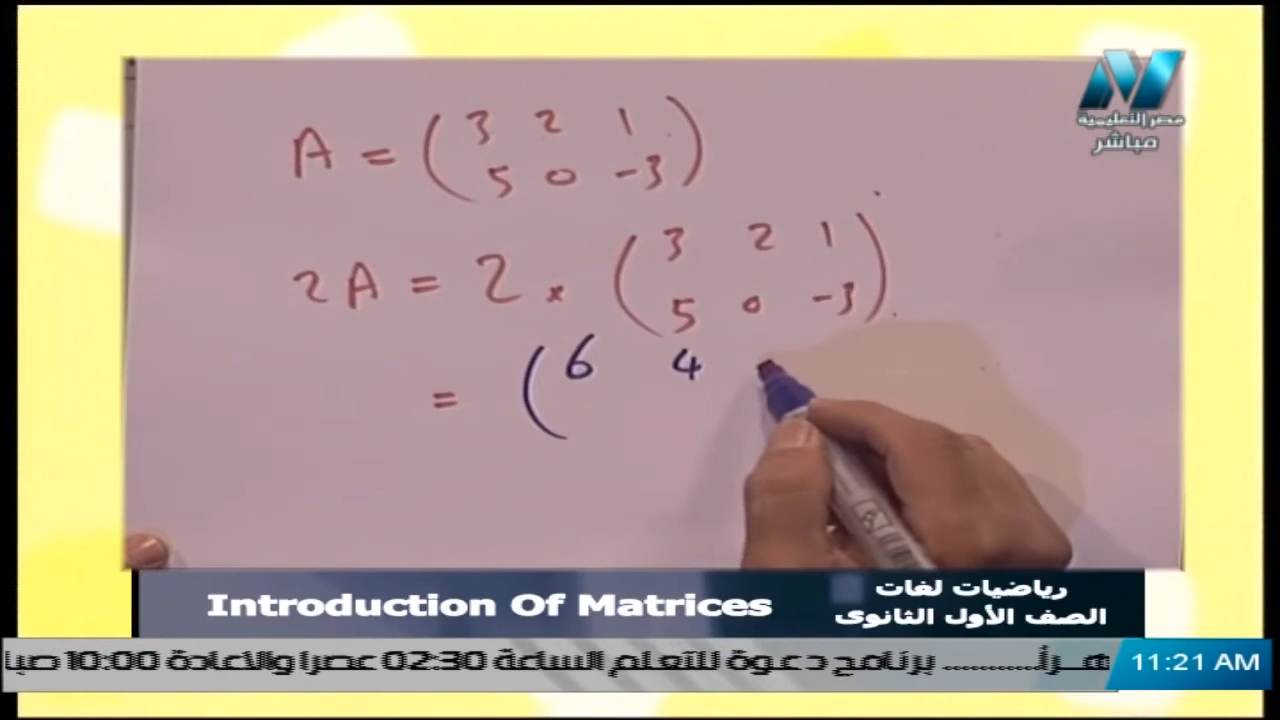 مصر التعليمية
مباشر
A = ( 3 2 1
5 0 -3 )
2A = 2 × ( 3 2 1
5 0 -3 )
= ( 6 4
Introduction Of Matrices
رياضيات لغات
الصف الأول الثانوى
هـرأ........... برنامج دعوة للتعلم الساعة 02:30 عصرا والاعادة 10:00 صبا
11:21 AM